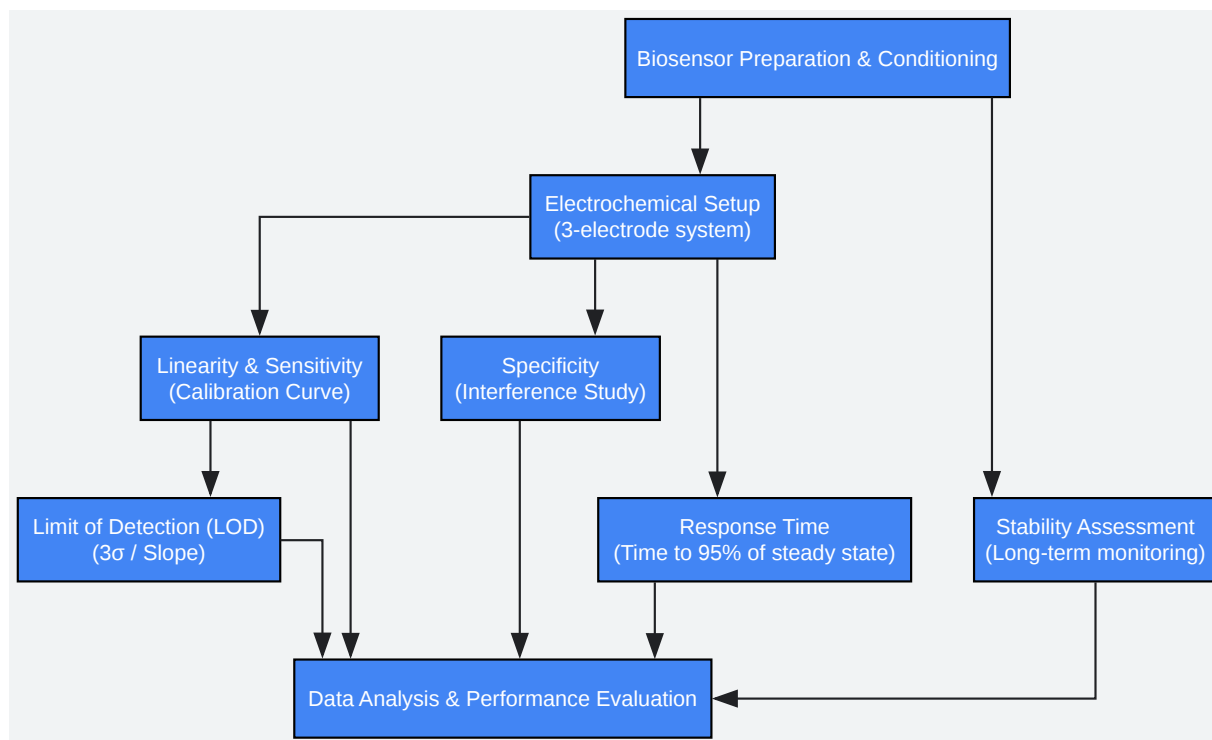 Biosensor Preparation & Conditioning
Electrochemical Setup
(3-electrode system)
Linearity & Sensitivity
(Calibration Curve)
Specificity
(Interference Study)
Limit of Detection (LOD)
(3σ / Slope)
Response Time
(Time to 95% of steady state)
Stability Assessment
(Long-term monitoring)
Data Analysis & Performance Evaluation